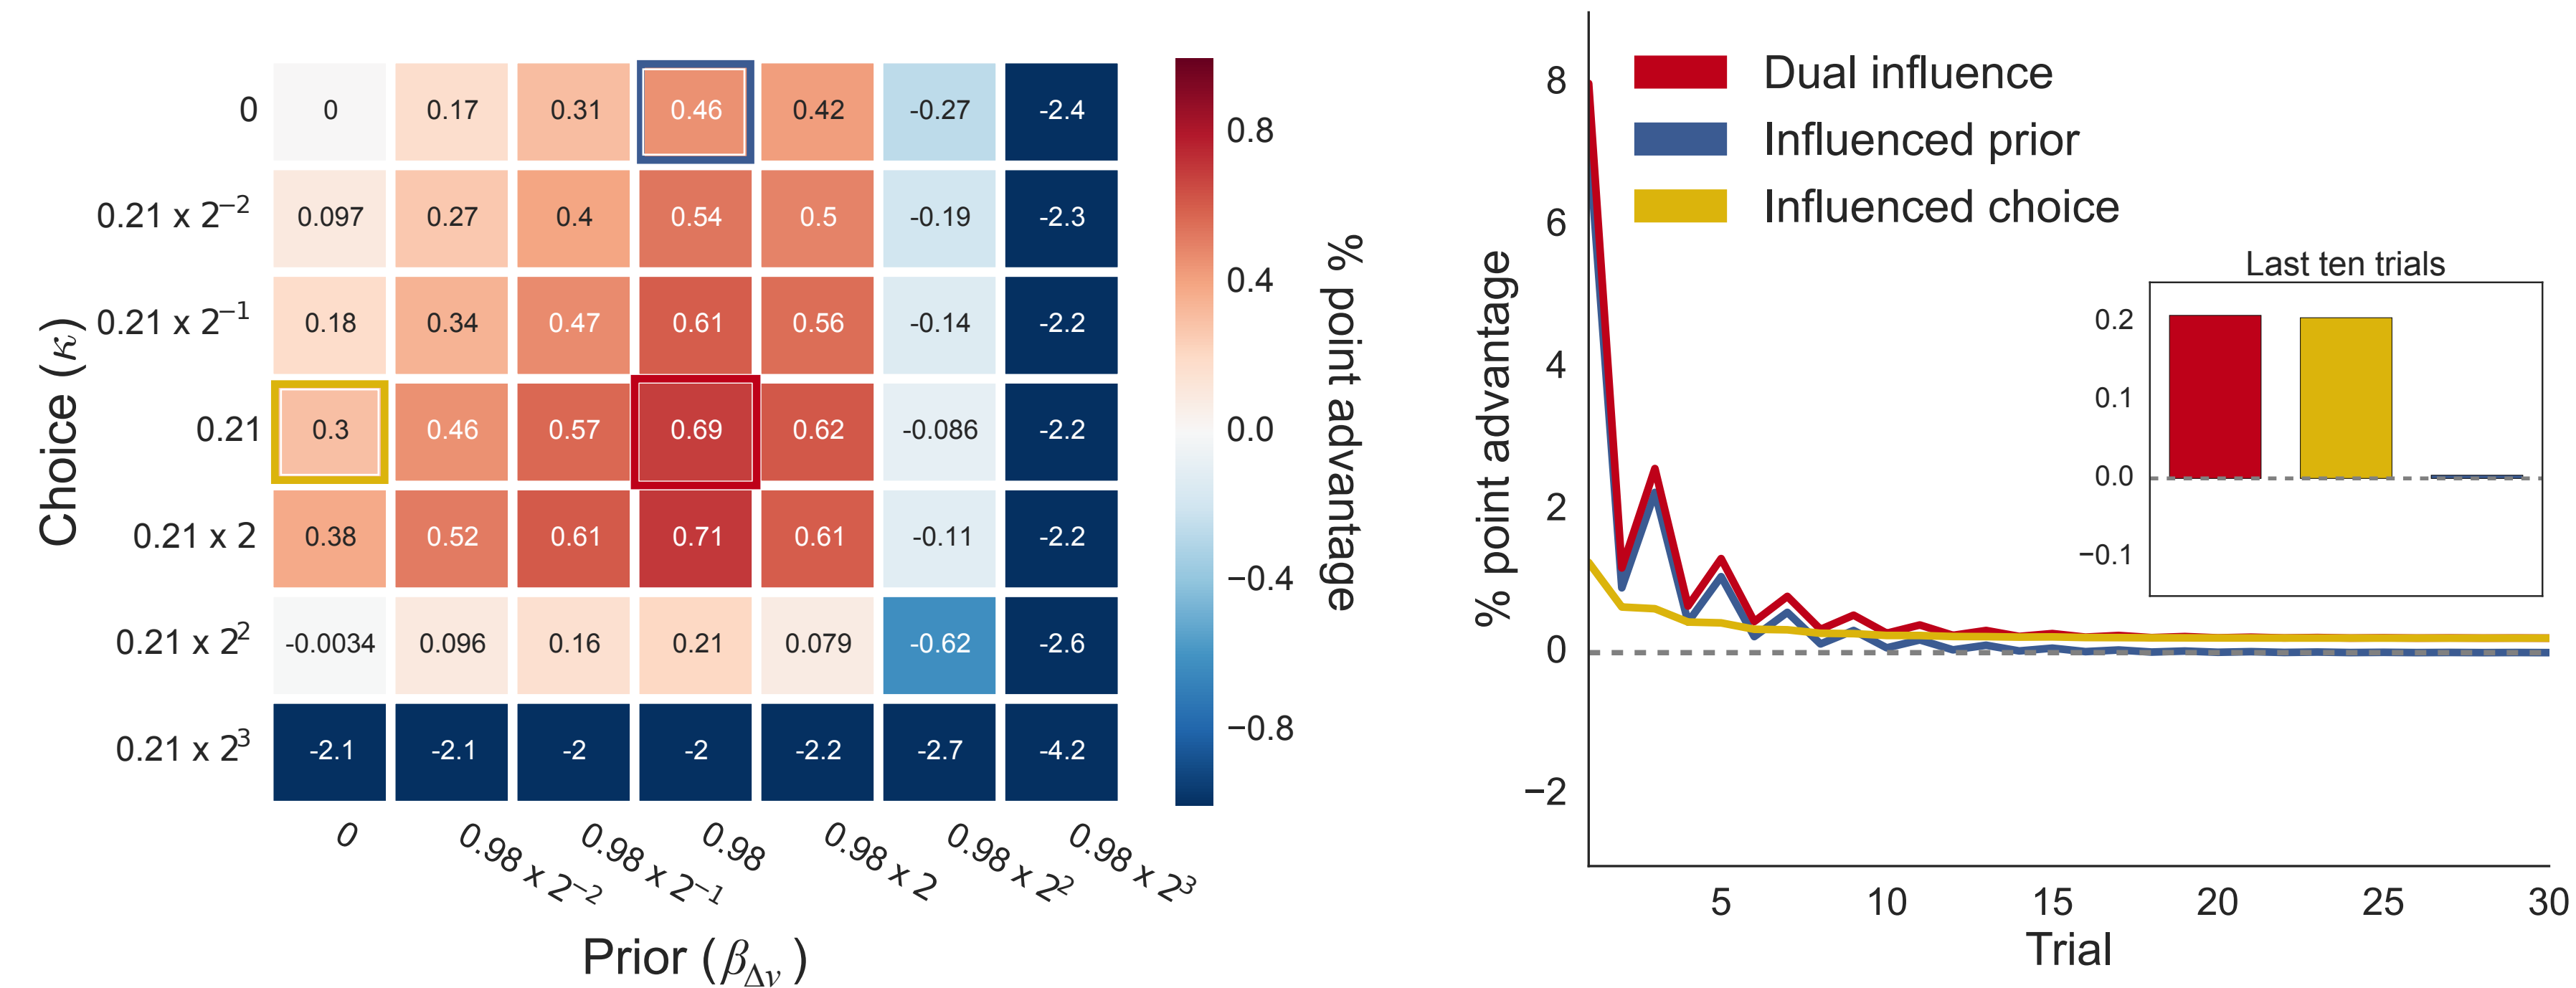 Choice (κ)
0 0 0.17 0.31 0.46 0.42 -0.27 -2.4
0.21 x 2⁻² 0.097 0.27 0.4 0.54 0.5 -0.19 -2.3
0.21 x 2⁻¹ 0.18 0.34 0.47 0.61 0.56 -0.14 -2.2
0.21 0.3 0.46 0.57 0.69 0.62 -0.086 -2.2
0.21 x 2 0.38 0.52 0.61 0.71 0.61 -0.11 -2.2
0.21 x 2² -0.0034 0.096 0.16 0.21 0.079 -0.62 -2.6
0.21 x 2³ -2.1 -2.1 -2 -2 -2.2 -2.7 -4.2
0 0.98 x 2⁻² 0.98 x 2⁻¹ 0.98 0.98 x 2 0.98 x 2² 0.98 x 2³
Prior (βΔν)
0.8
0.4
0.0
−0.4
−0.8
% point advantage
% point advantage
8
6
4
2
0
−2
Dual influence
Influenced prior
Influenced choice
Last ten trials
0.2
0.1
0.0
−0.1
5 10 15 20 25 30
Trial